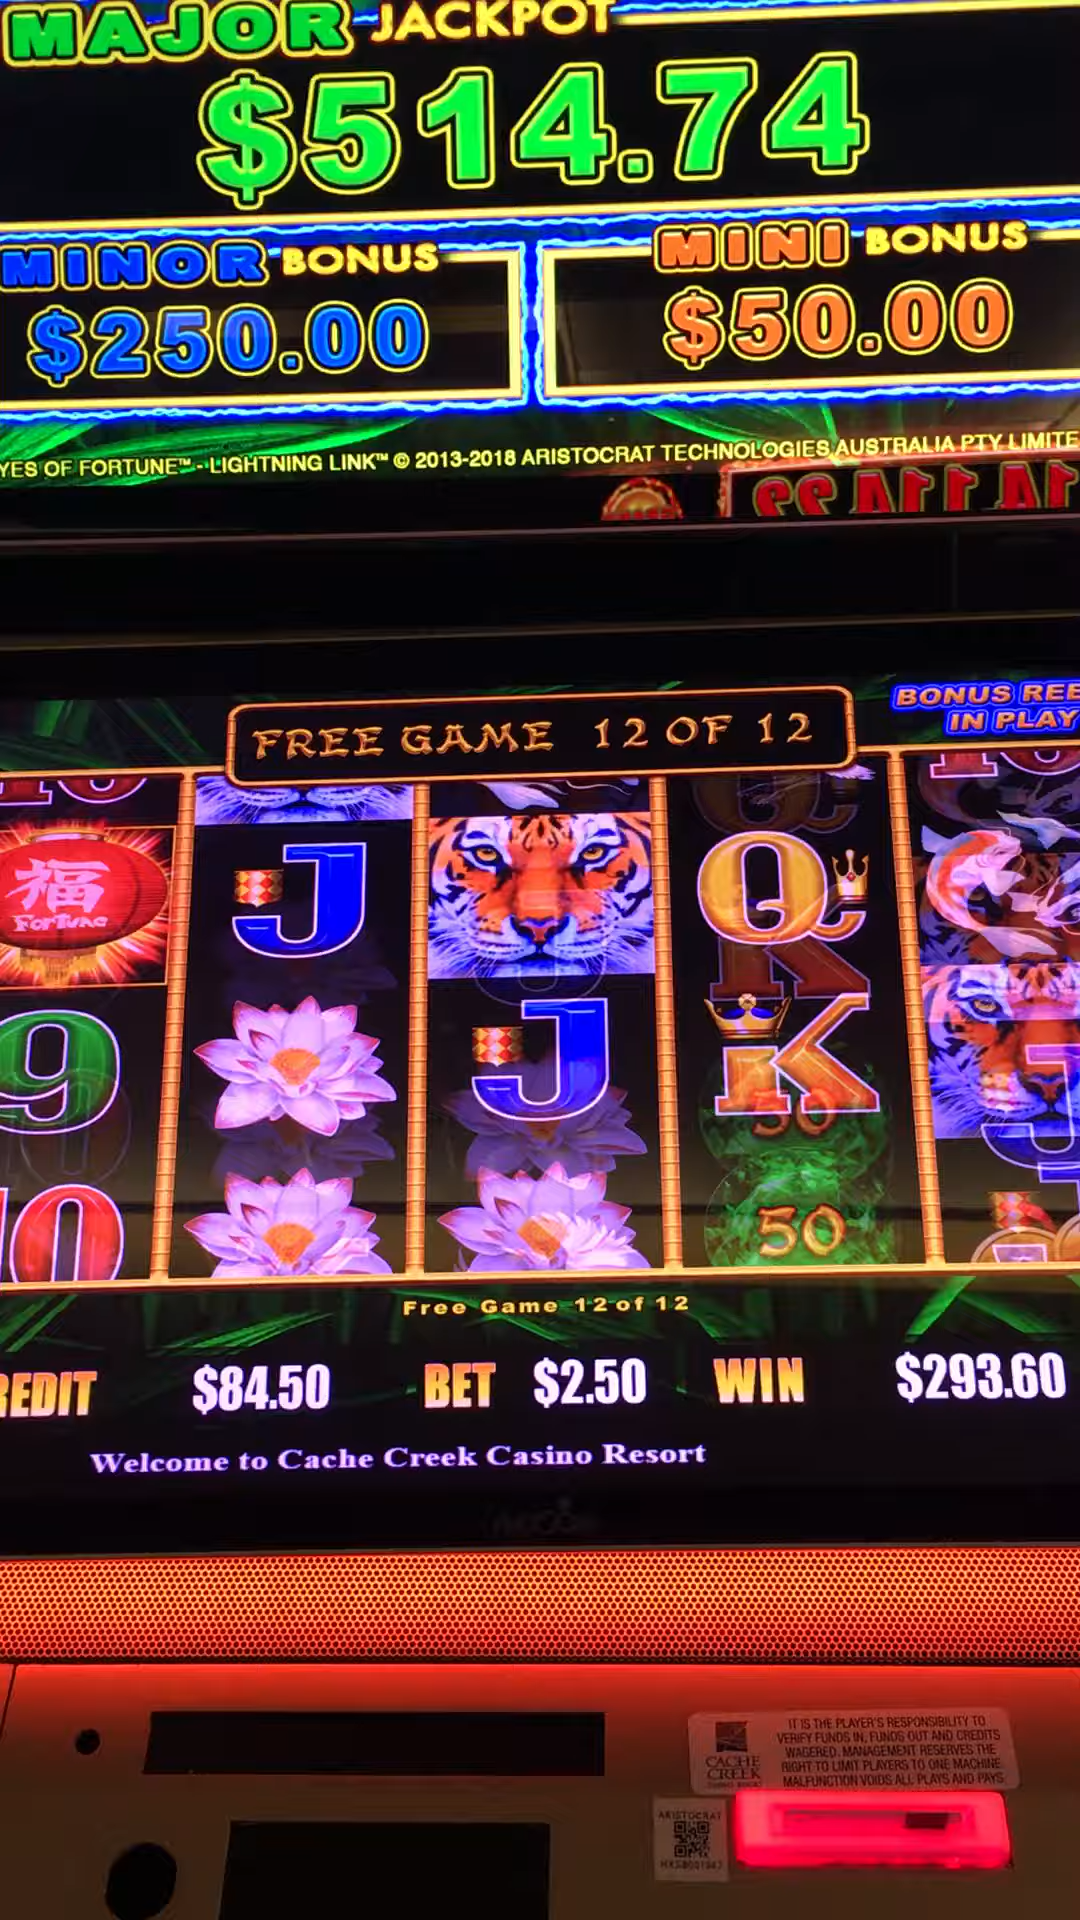 MAJOR JACKPOT
$514.74
MINOR BONUS
$250.00
MINI BONUS
$50.00
YES OF FORTUNE™ - LIGHTNING LINK™ © 2013-2018 ARISTOCRAT TECHNOLOGIES AUSTRALIA PTY LIMITE
FREE GAME 12 OF 12
BONUS REE
IN PLAY
10
10
福
FORTUNE
J
Q
9
J
K
50
J
10
50
Free Game 12 of 12
REDIT $84.50 BET $2.50 WIN $293.60
Welcome to Cache Creek Casino Resort
CACHE
CREEK
IT IS THE PLAYER'S RESPONSIBILITY TO
VERIFY FUNDS IN, FUNDS OUT AND CREDITS
WAGERED. MANAGEMENT RESERVES THE
RIGHT TO LIMIT PLAYERS TO ONE MACHINE.
MALFUNCTION VOIDS ALL PLAYS AND PAYS
ARISTOCRAT